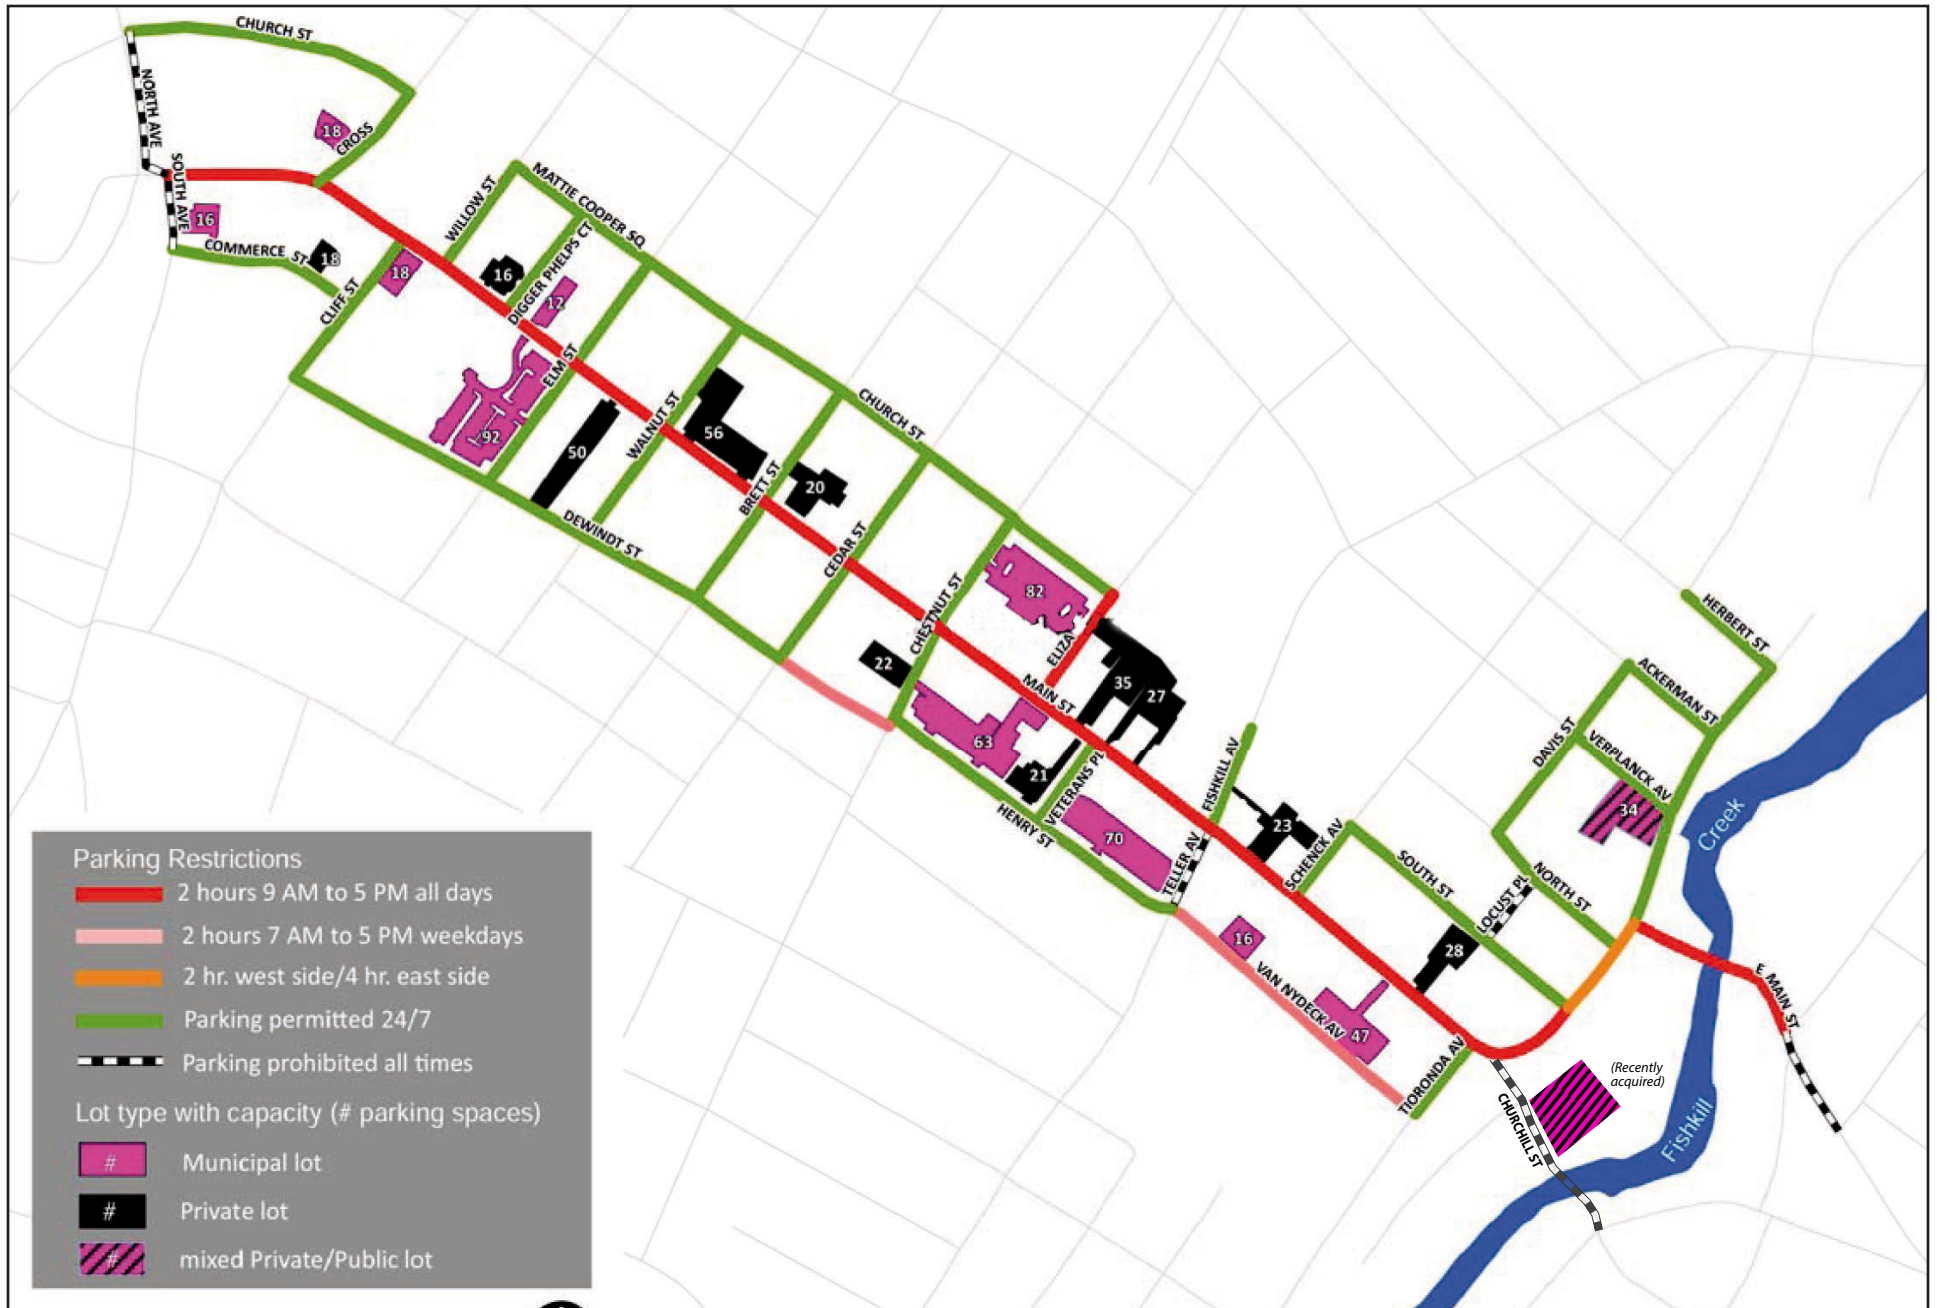 CHURCH ST
NORTH AVE
18
CROSS
SOUTH AVE
16
COMMERCE ST
18
CLIFF ST
18
WILLOW ST
MATTIE COOPER SQ
16
DIGGER PHELPS CT
12
ELM ST
92
50
WALNUT ST
56
DEWINDT ST
BRETT ST
20
CHURCH ST
CEDAR ST
CHESTNUT ST
82
ELIZA
22
MAIN ST
35
27
63
21
VETERANS PL
HENRY ST
70
FISHKILL AV
TELLER AV
23
SCHENCK AV
SOUTH ST
LOCUST PL
NORTH ST
28
16
VAN NYDECK AV
47
TIORONDA AV
HERBERT ST
ACKERMAN ST
DAVIS ST
VERPLANCK AV
34
Creek
E MAIN ST
(Recently
acquired)
CHURCHILL ST
Fishkill
Parking Restrictions
2 hours 9 AM to 5 PM all days
2 hours 7 AM to 5 PM weekdays
2 hr. west side/4 hr. east side
Parking permitted 24/7
Parking prohibited all times
Lot type with capacity (# parking spaces)
# Municipal lot
# Private lot
# mixed Private/Public lot